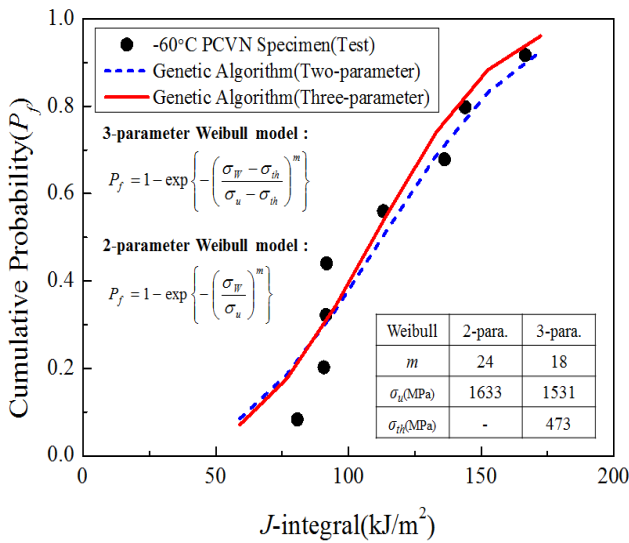 1.0
0.8
0.6
0.4
0.2
0.0
Cumulative Probability(P_f)
-60°C PCVN Specimen(Test)
Genetic Algorithm(Two-parameter)
Genetic Algorithm(Three-parameter)
3-parameter Weibull model :
P_f = 1 − exp{−((σ_W − σ_th)/(σ_u − σ_th))^m}
2-parameter Weibull model :
P_f = 1 − exp{−(σ_W/σ_u)^m}
Weibull 2-para. 3-para.
m 24 18
σ_u(MPa) 1633 1531
σ_th(MPa) - 473
0 50 100 150 200
J-integral(kJ/m²)